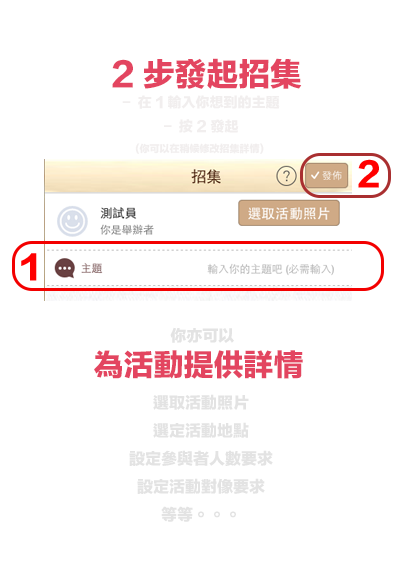 2 步發起招集
– 在 1 輸入你想到的主題
– 按 2 發起
(你可以在隨後修改招集詳情)
招集
?
發佈
2
測試員
你是舉辦者
選取活動照片
1
主題
輸入你的主題吧 (必需輸入)
你亦可以
為活動提供詳情
選取活動照片
選定活動地點
設定參與者人數要求
設定活動對像要求
等等。。。